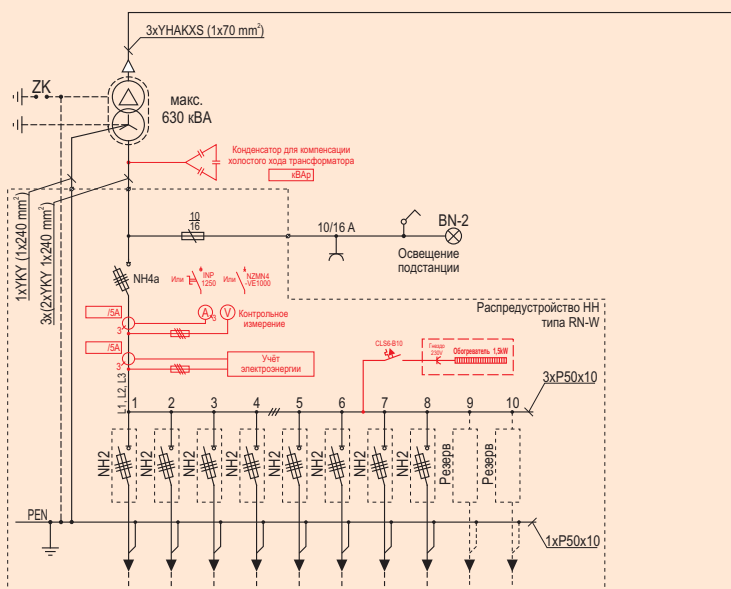 3xYHAKXS (1x70 mm²)
ZK
макс.
630 кВА
Конденсатор для компенсации
холостого хода трансформатора
кВАр
1xYKY (1x240 mm²)
3x(2xYKY 1x240 mm²)
10
16
10/16 A
BN-2
Освещение
подстанции
NH4a
Или
INP
1250
Или
NZMN4
-VE1000
Распредустройство НН
типа RN-W
/5A
3
A
3
V
Контрольное
измерение
/5A
3
Учёт
электроэнергии
CLS6-B10
Гнездо
230V
Обогреватель 1,5kW
L1, L2, L3
3xP50x10
1 2 3 4 5 6 7 8 9 10
NH2 NH2 NH2 NH2 NH2 NH2 NH2 NH2 Резерв Резерв
PEN
1xP50x10